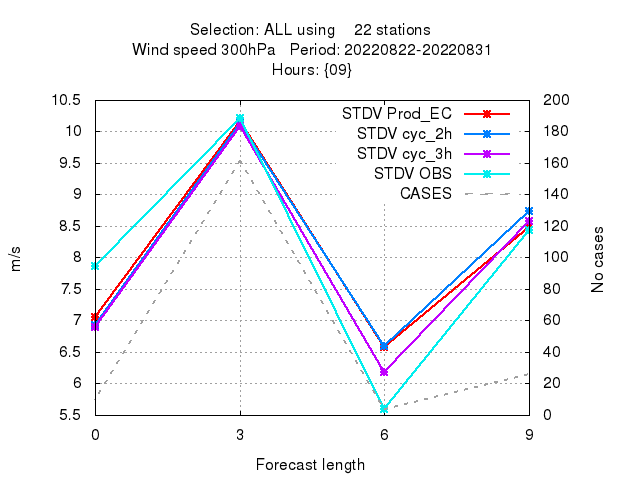 Selection: ALL using 22 stations
Wind speed 300hPa Period: 20220822-20220831
Hours: {09}
10.5 200
STDV Prod_EC
10 180
STDV cyc_2h
9.5 160
STDV cyc_3h
STDV OBS
9 140
CASES
8.5 120
8 100
7.5 80
7 60
6.5 40
6 20
5.5 0
m/s
No cases
0 3 6 9
Forecast length